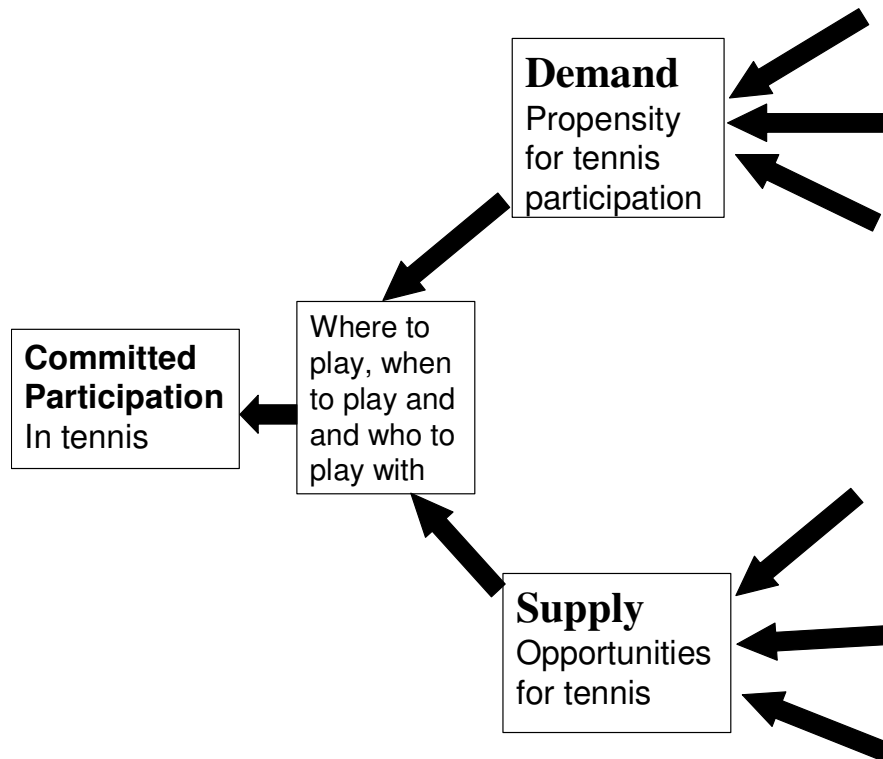 Demand
Propensity
for tennis
participation
Where to
play, when
to play and
and who to
play with
Committed
Participation
In tennis
Supply
Opportunities
for tennis